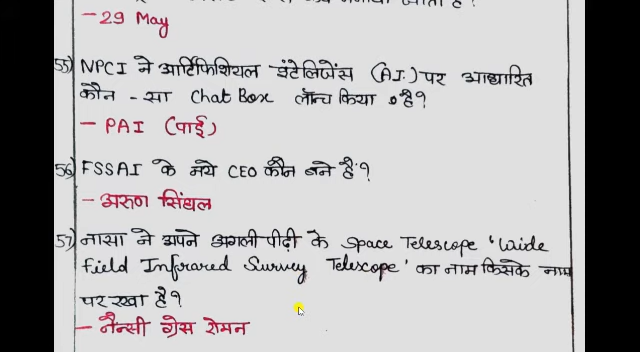 - 29 May
55) NPCI ने आर्टिफिशियल इंटेलिजेंस (A.I.) पर आधारित
कौन - सा Chat Box लॉन्च किया है?
- PAI (पाई)
56) FSSAI के नये CEO कौन बने हैं?
- अरुण सिंघल
57) नासा ने अपने अगली पीढ़ी के Space Telescope 'Wide
Field Infrared Survey Telescope' का नाम किसके नाम
पर रखा है?
- नैन्सी ग्रेस रोमन